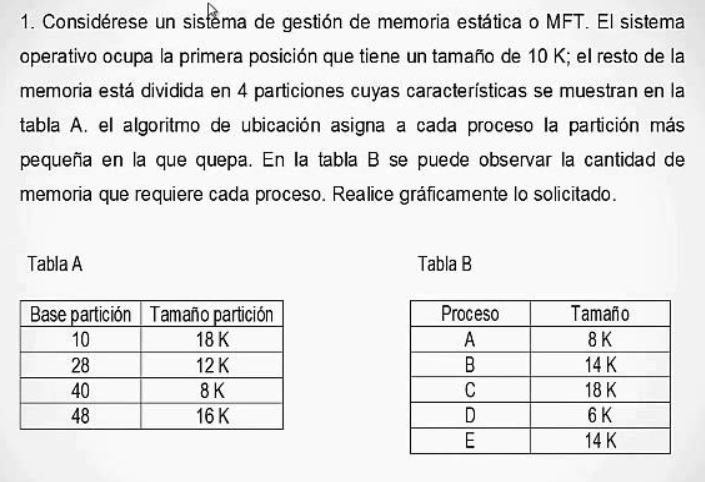 1. Considérese un sistema de gestión de memoria estática o MFT. El sistema
operativo ocupa la primera posición que tiene un tamaño de 10 K; el resto de la
memoria está dividida en 4 particiones cuyas características se muestran en la
tabla A. el algoritmo de ubicación asigna a cada proceso la partición más
pequeña en la que quepa. En la tabla B se puede observar la cantidad de
memoria que requiere cada proceso. Realice gráficamente lo solicitado.
Tabla A
Base partición Tamaño partición
10 18 K
28 12 K
40 8 K
48 16 K
Tabla B
Proceso Tamaño
A 8 K
B 14 K
C 18 K
D 6 K
E 14 K